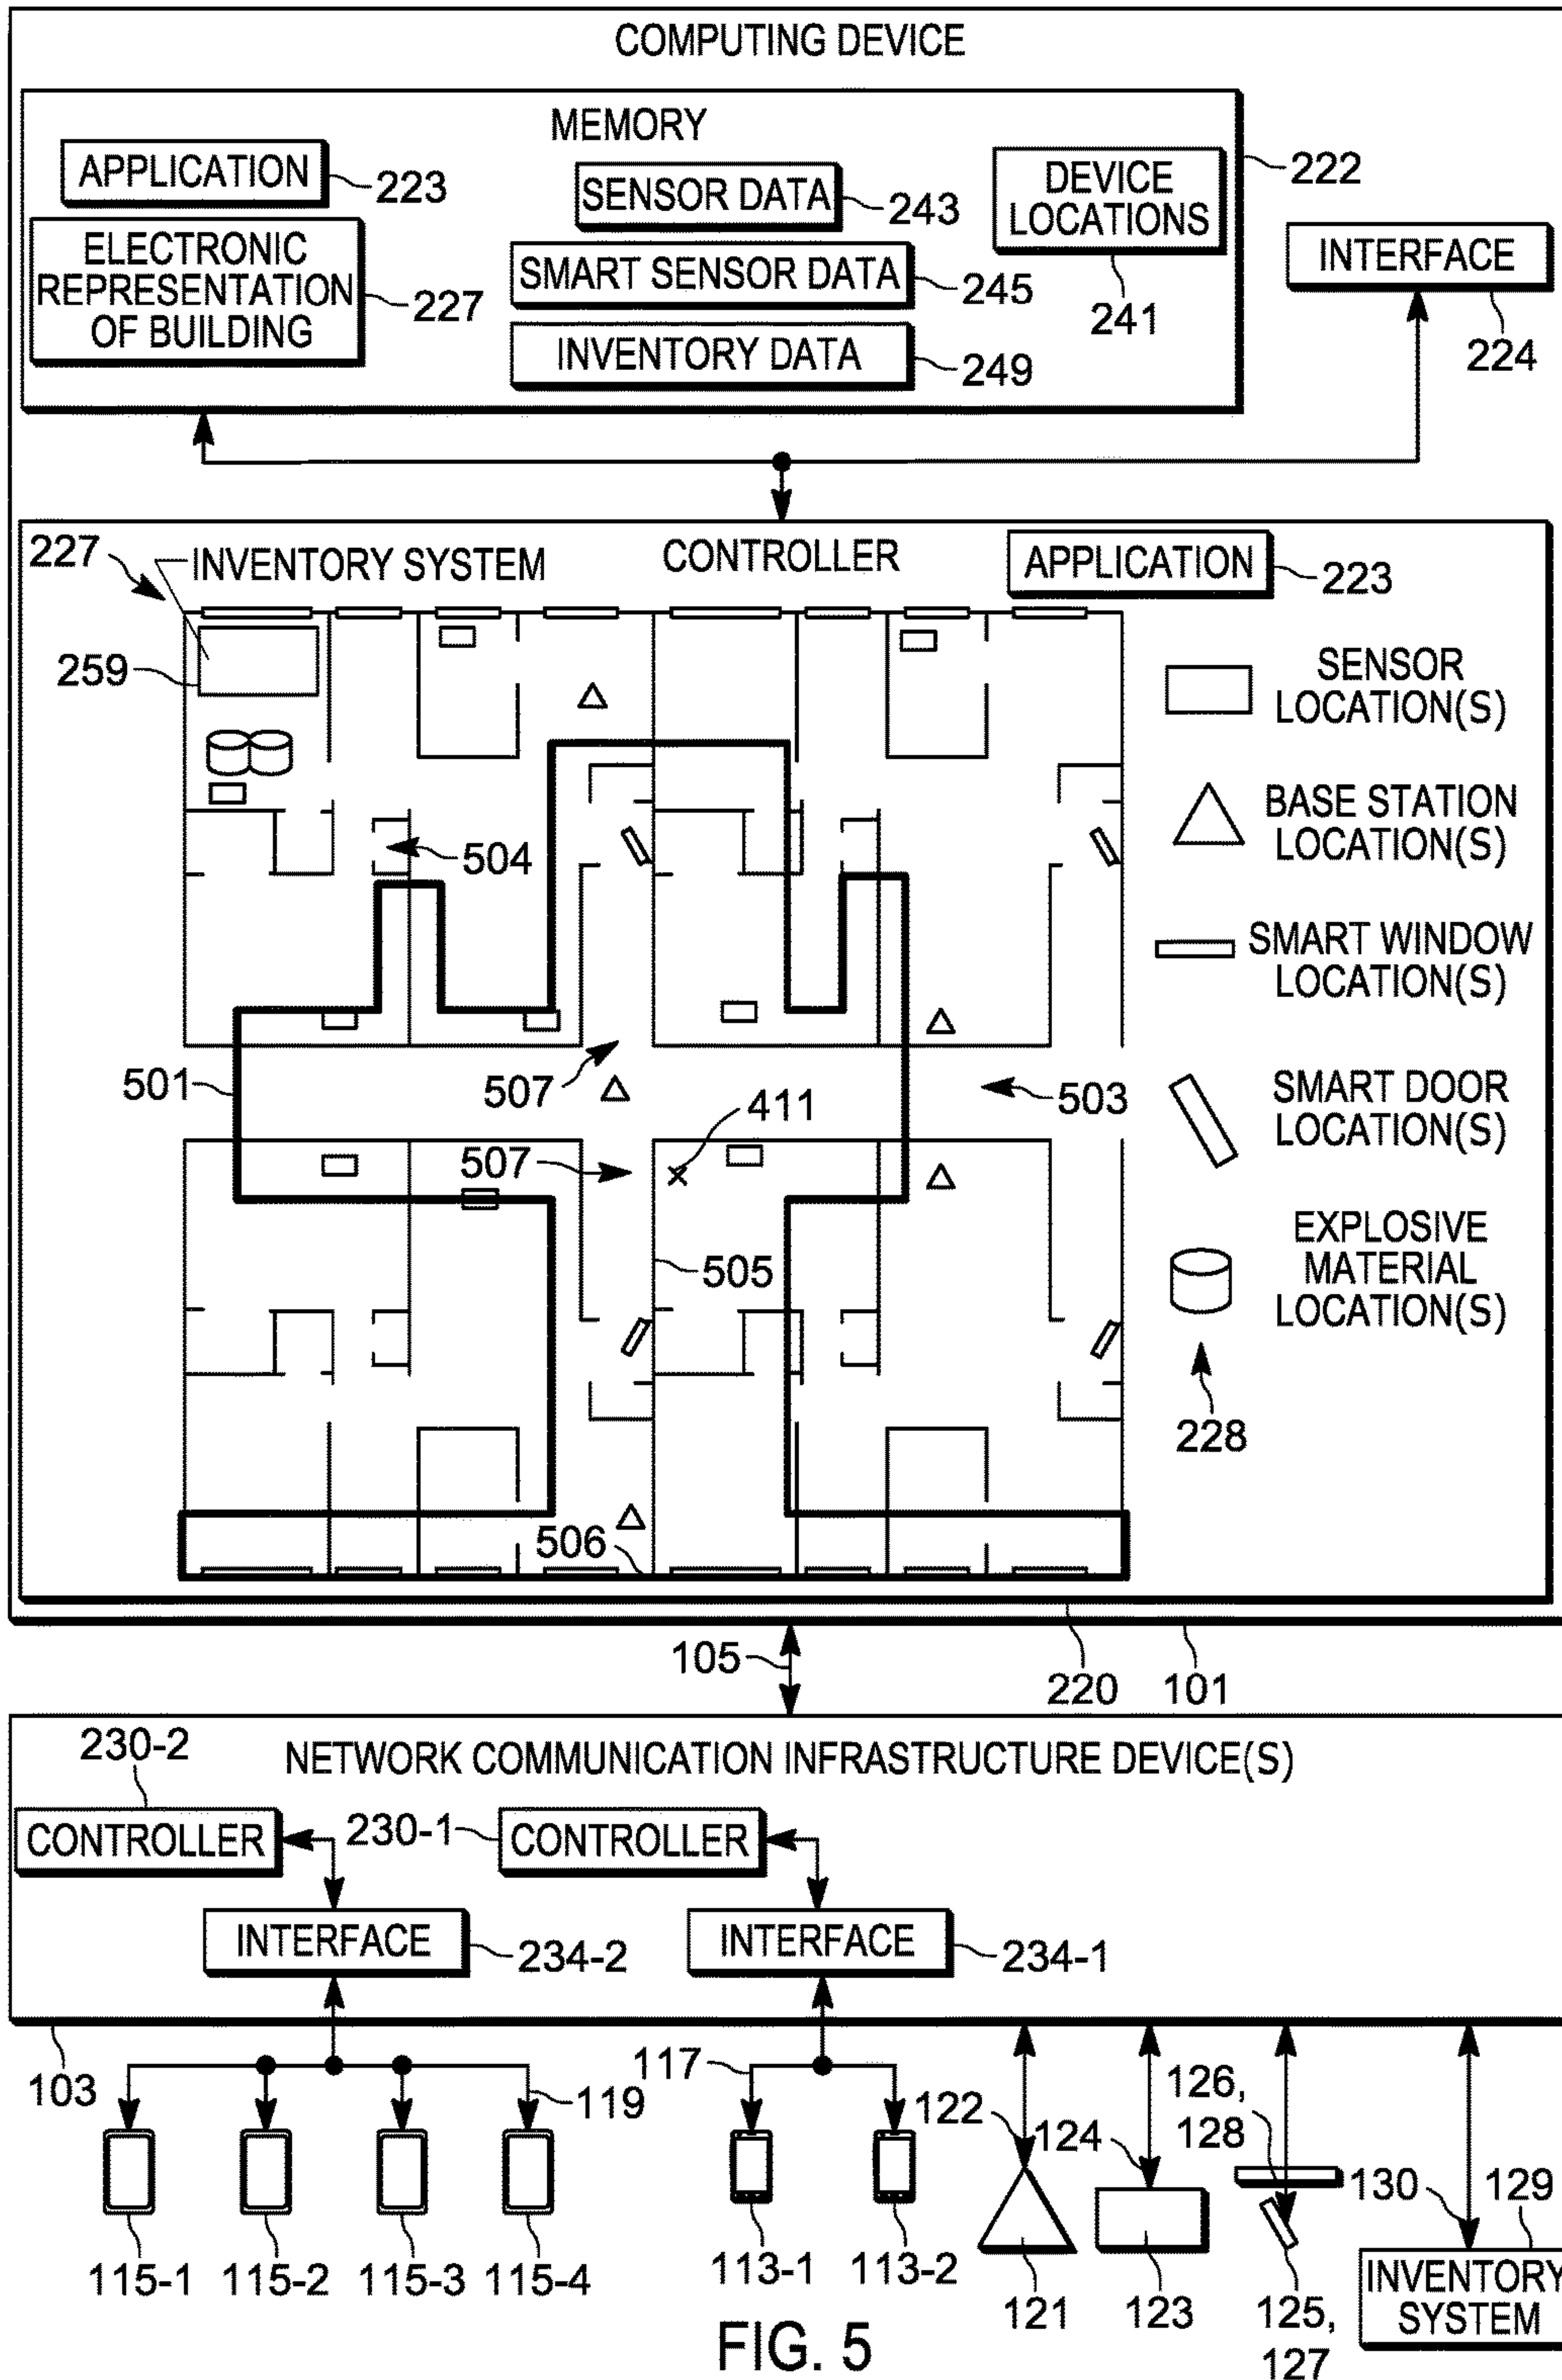 COMPUTING DEVICE
MEMORY
APPLICATION
223
SENSOR DATA
243
DEVICE
LOCATIONS
241
222
ELECTRONIC
REPRESENTATION
OF BUILDING
227
SMART SENSOR DATA
245
INVENTORY DATA
249
INTERFACE
224
227
INVENTORY SYSTEM
CONTROLLER
APPLICATION
223
259
SENSOR
LOCATION(S)
BASE STATION
LOCATION(S)
504
SMART WINDOW
LOCATION(S)
501
507
503
411
SMART DOOR
LOCATION(S)
507
505
EXPLOSIVE
MATERIAL
LOCATION(S)
228
506
105
220
101
230-2
NETWORK COMMUNICATION INFRASTRUCTURE DEVICE(S)
CONTROLLER
230-1
CONTROLLER
INTERFACE
234-2
INTERFACE
234-1
103
119
117
122
124
126,
128
130
129
115-1
115-2
115-3
115-4
113-1
113-2
121
123
125,
127
INVENTORY
SYSTEM
FIG. 5